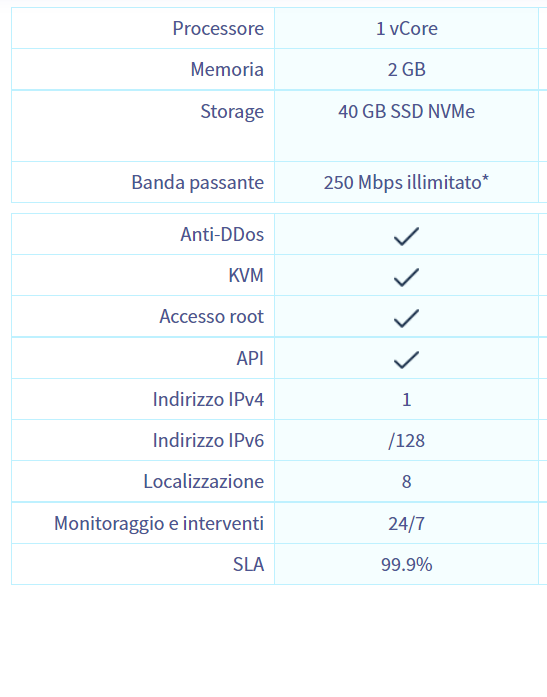 Processore 1 vCore
Memoria 2 GB
Storage 40 GB SSD NVMe
Banda passante 250 Mbps illimitato*
Anti-DDos
KVM
Accesso root
API
Indirizzo IPv4 1
Indirizzo IPv6 /128
Localizzazione 8
Monitoraggio e interventi 24/7
SLA 99.9%